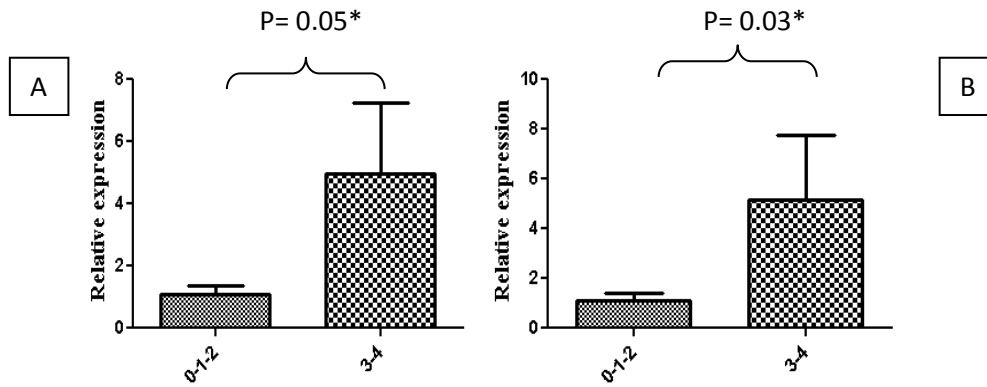 P= 0.05*
A
Relative expression
8
6
4
2
0
0-1-2
3-4
P= 0.03*
B
Relative expression
10
8
6
4
2
0
0-1-2
3-4